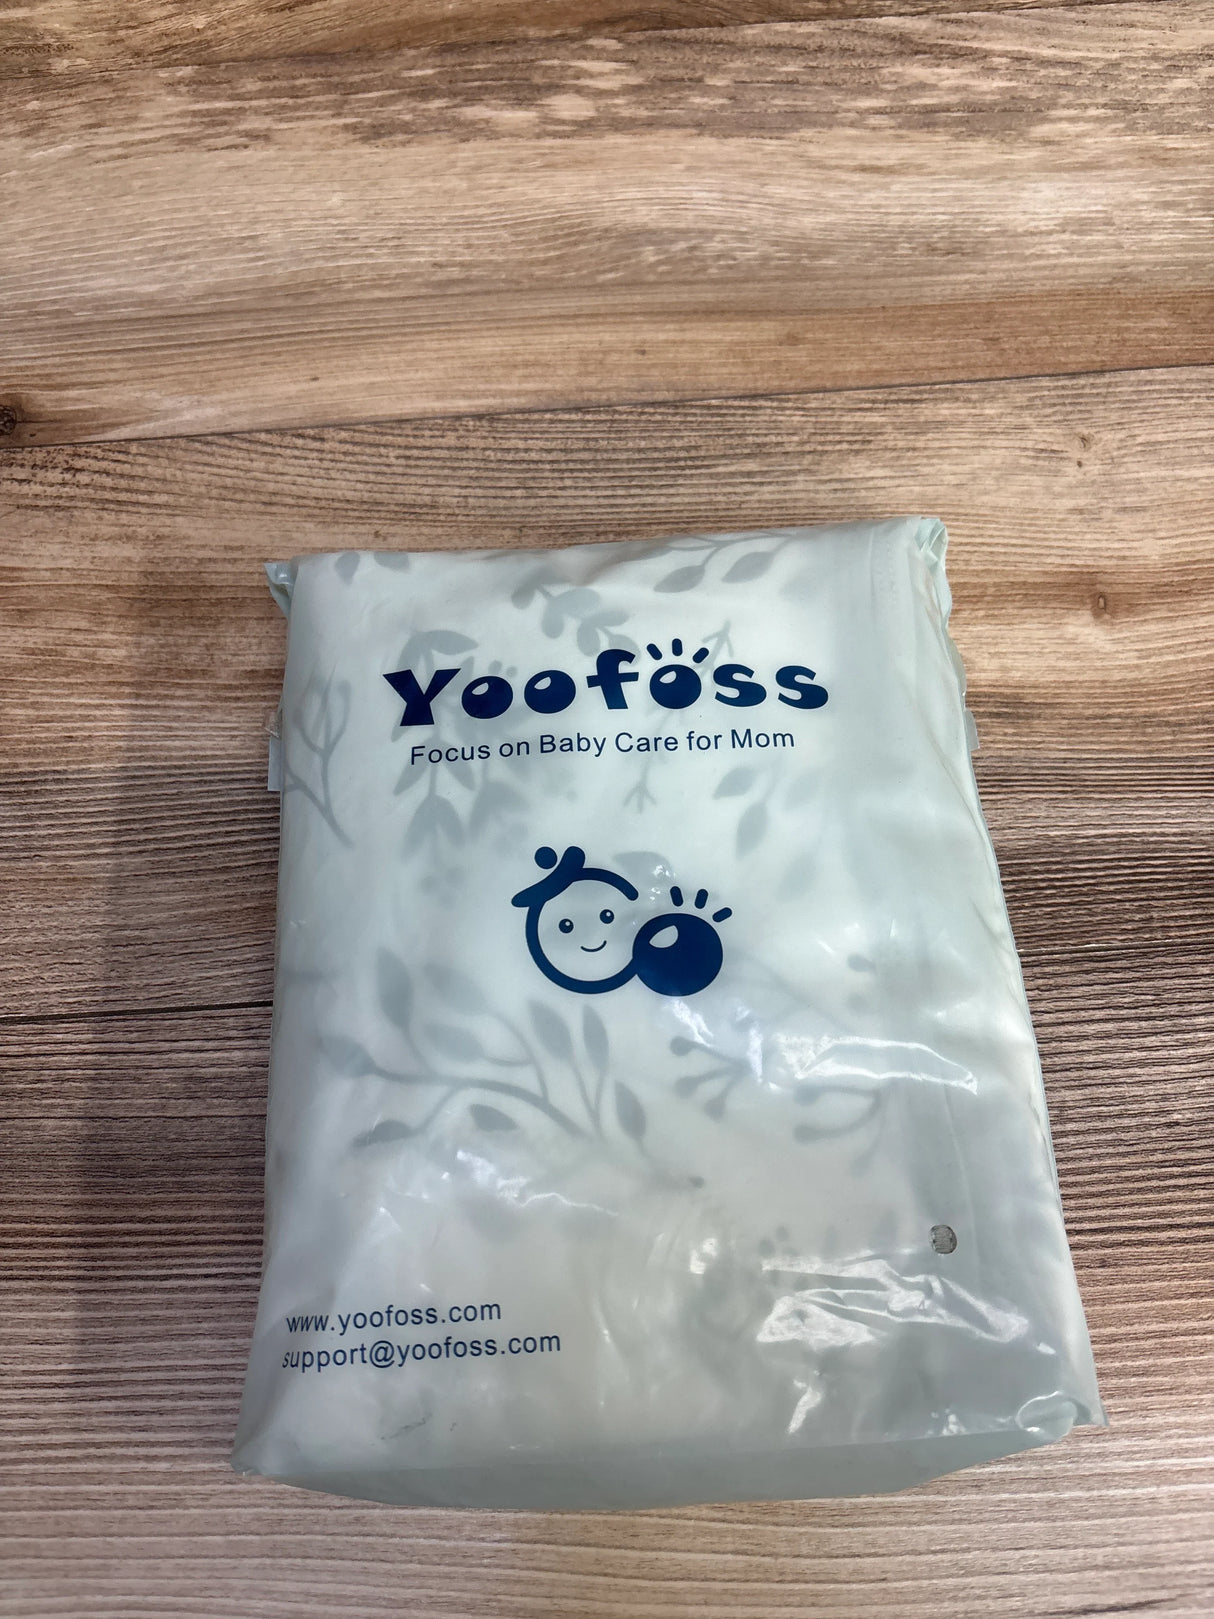 Yoofoss
Focus on Baby Care for Mom
www.yoofoss.com
support@yoofoss.com